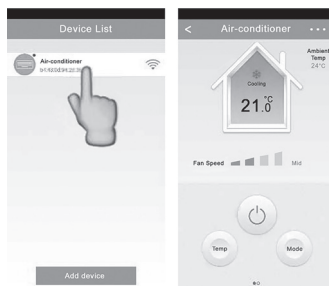 Device List
Air-conditioner
Add device
<
Air-conditioner
...
Ambient
Temp
24°C
Cooling
21.0°C
Fan Speed
Mid
Temp
Mode